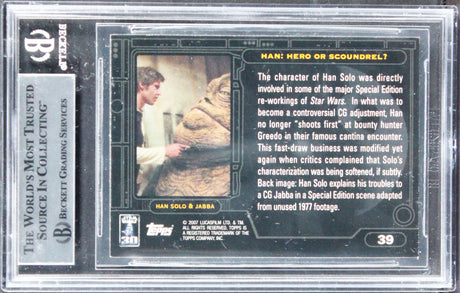 BECKETT
THE WORLD'S MOST TRUSTED
SOURCE IN COLLECTING™
BECKETT GRADING SERVICES
HAN: HERO OR SCOUNDREL?
The character of Han Solo was directly
involved in some of the major Special Edition
re-workings of Star Wars. In what was to
become a controversial CG adjustment, Han
no longer "shoots first" at bounty hunter
Greedo in their famous cantina encounter.
This fast-draw business was modified yet
again when critics complained that Solo's
characterization was being softened, if subtly.
Back image: Han Solo explains his troubles to
a CG Jabba in a Special Edition scene adapted
from unused 1977 footage.
HAN SOLO & JABBA
30
Topps
© 2007 LUCASFILM LTD. & TM.
ALL RIGHTS RESERVED. TOPPS IS
A REGISTERED TRADEMARK OF THE
TOPPS COMPANY, INC.
39